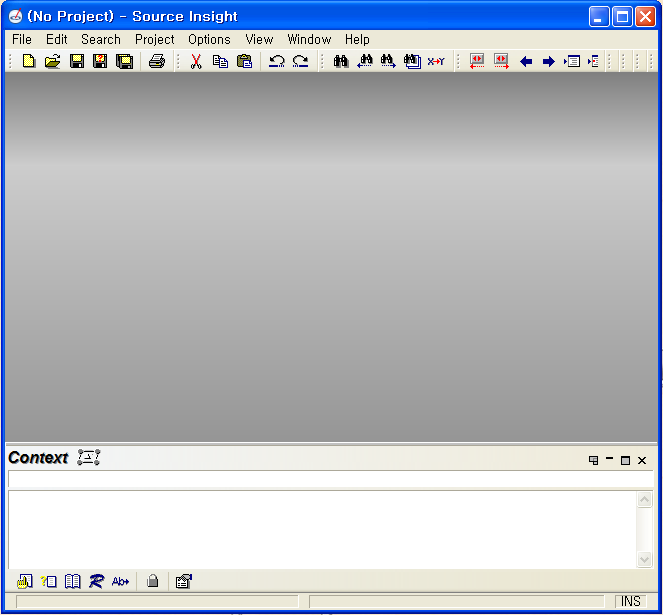 (No Project) - Source Insight
File Edit Search Project Options View Window Help
X Y
Context
R Ab
INS